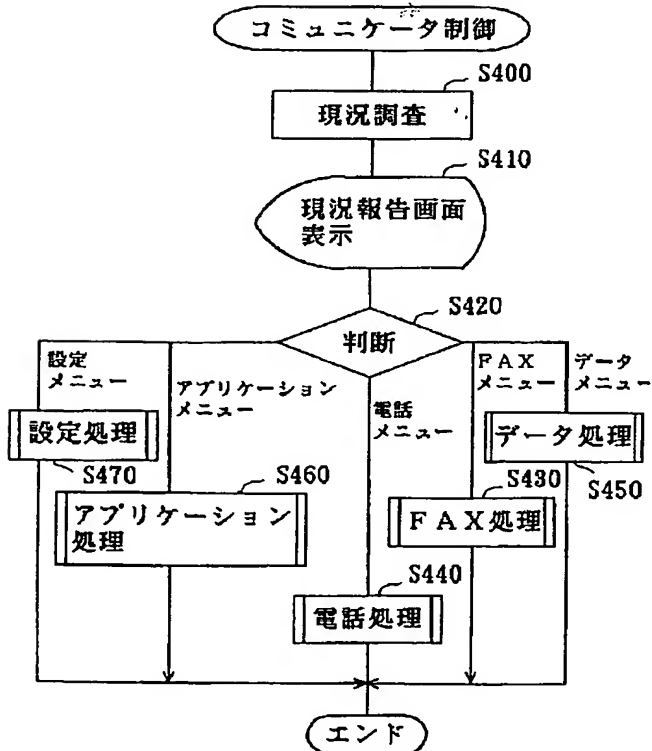 コミュニケータ制御
S400
現況調査
S410
現況報告画面
表示
S420
判断
設定
メニュー
アプリケーション
メニュー
電話
メニュー
FAX
メニュー
データ
メニュー
設定処理
S470
データ処理
S450
S460
アプリケーション
処理
S430
FAX処理
S440
電話処理
エンド